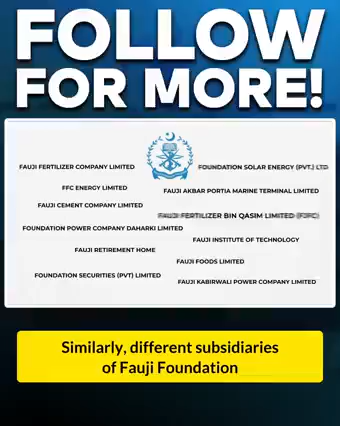 FOLLOW
FOR MORE!
FAUJI FERTILIZER COMPANY LIMITED
FOUNDATION SOLAR ENERGY (PVT.) LTD
FFC ENERGY LIMITED
FAUJI AKBAR PORTIA MARINE TERMINAL LIMITED
FAUJI CEMENT COMPANY LIMITED
FAUJI FERTILIZER BIN QASIM LIMITED
FOUNDATION POWER COMPANY DAHARKI LIMITED
FAUJI INSTITUTE OF TECHNOLOGY
FAUJI RETIREMENT HOME
FAUJI FOODS LIMITED
FOUNDATION SECURITIES (PVT) LIMITED
FAUJI KABIRWALI POWER COMPANY LIMITED
Similarly, different subsidiaries
of Fauji Foundation